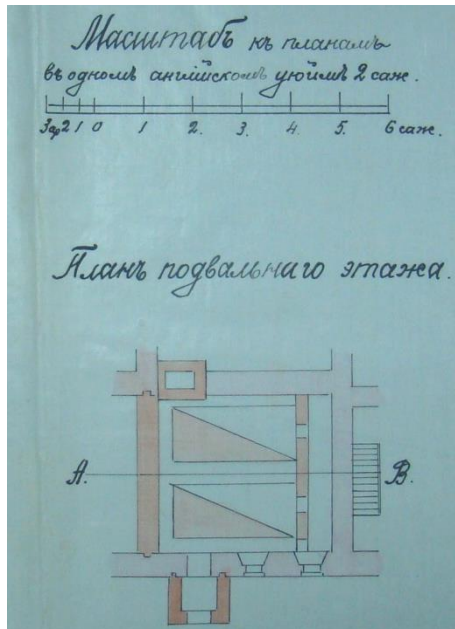 Масштабъ къ планамъ
въ одномъ англійскомъ дюймѣ 2 саж.
3 ар 2 1 0 1 2. 3. 4. 5. 6 саж.
Планъ подвальнаго этажа.
А. В.